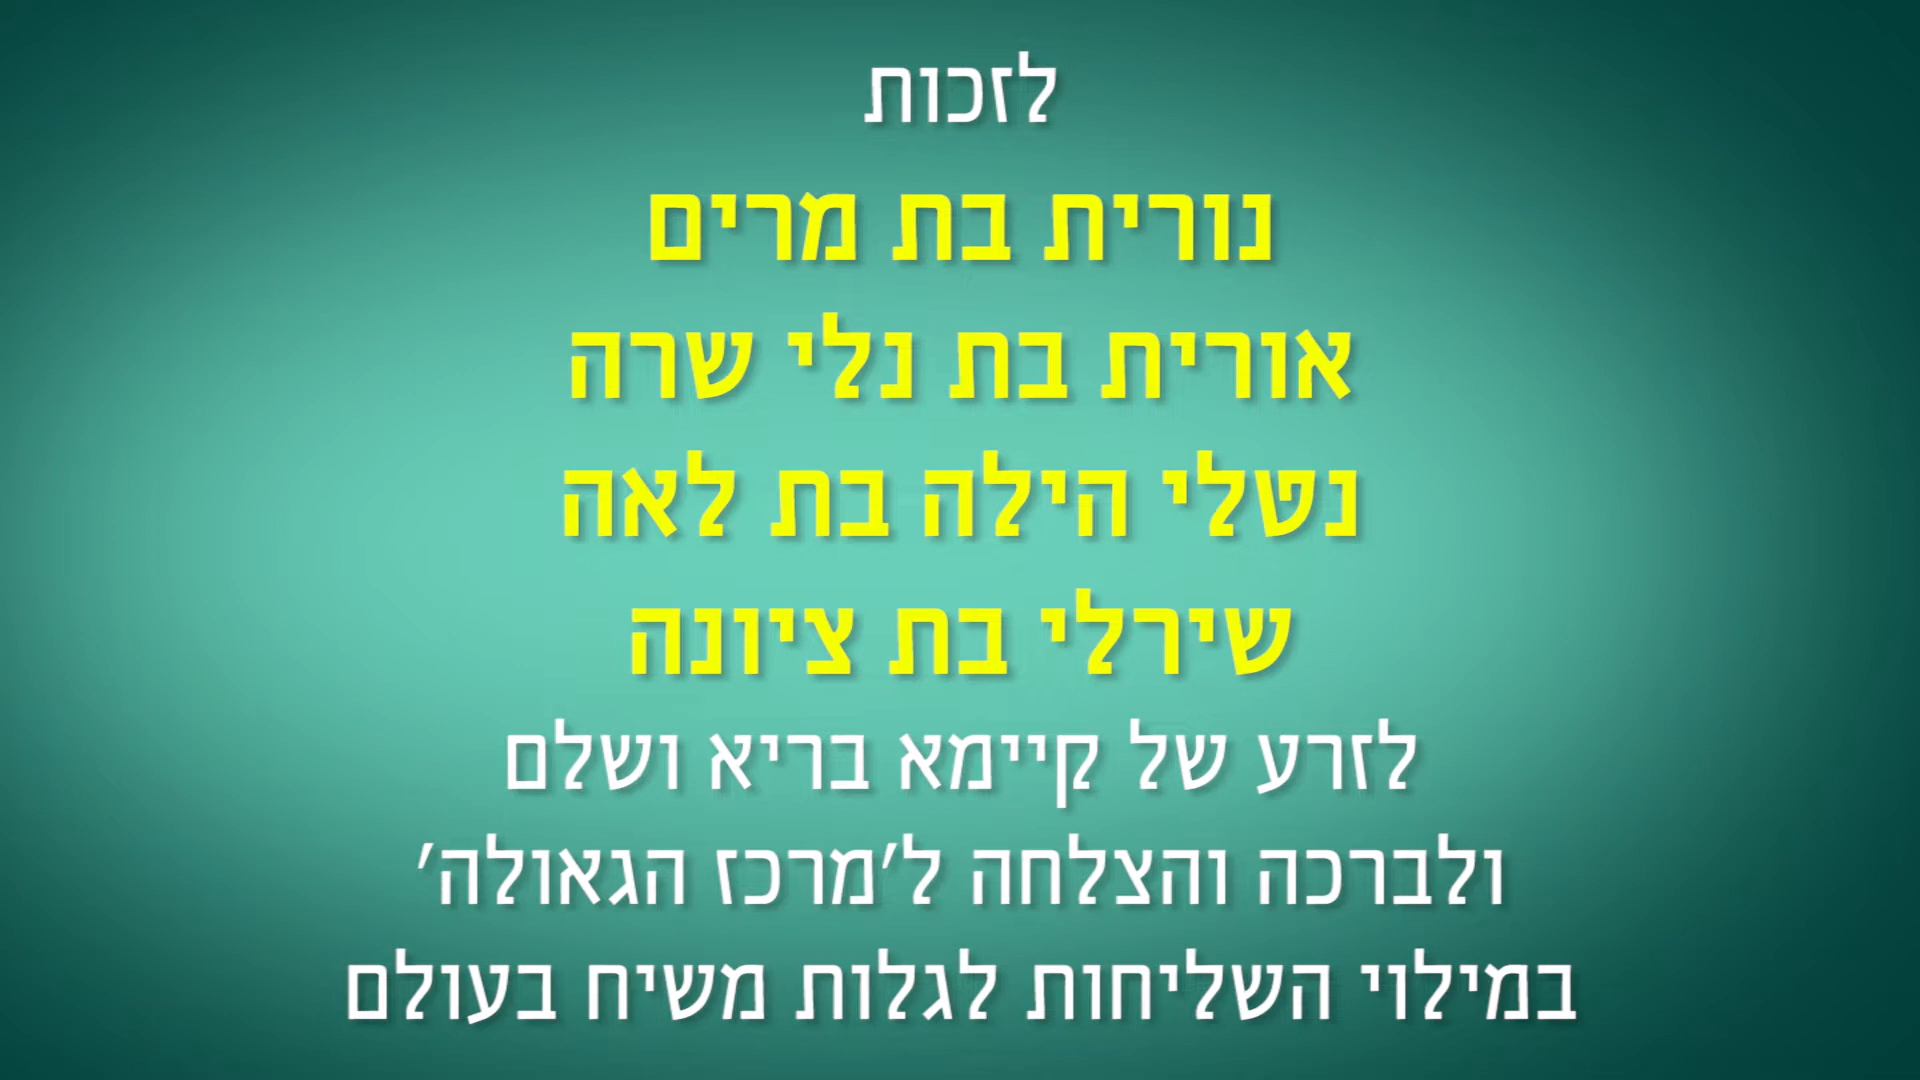 לזכות
נורית בת מרים
אורית בת נלי שרה
נטלי הילה בת לאה
שירלי בת ציונה
לזרע של קיימא בריא ושלם
ולברכה והצלחה ל'מרכז הגאולה'
במילוי השליחות לגלות משיח בעולם